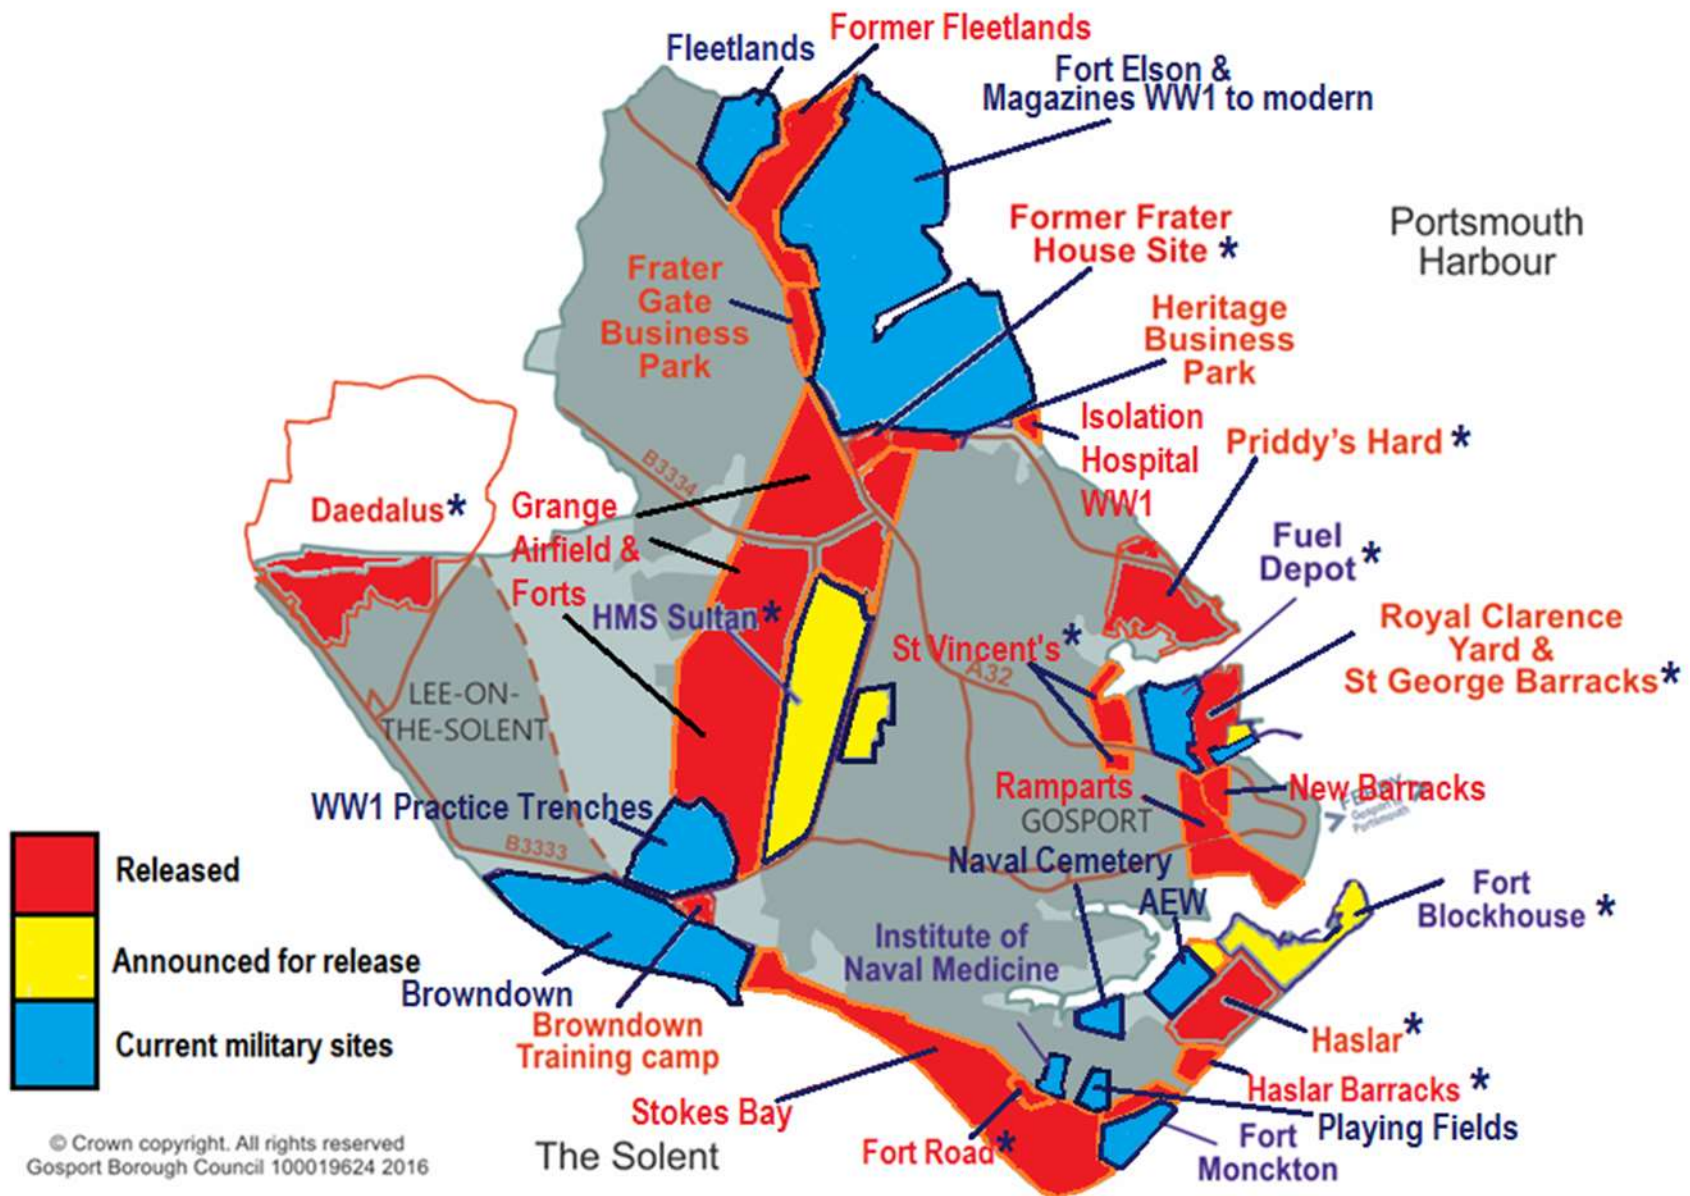 Former Fleetlands
Fleetlands
Fort Elson &
Magazines WW1 to modern
Former Frater
House Site *
Portsmouth
Harbour
Frater
Gate
Business
Park
Heritage
Business
Park
Isolation
Hospital
WW1
Priddy's Hard *
B3334
Daedalus *
Grange
Airfield &
Forts
Fuel
Depot *
HMS Sultan *
St Vincent's *
A32
Royal Clarence
Yard &
St George Barracks *
LEE-ON-
THE-SOLENT
WW1 Practice Trenches
Ramparts
New Barracks
GOSPORT
B3333
Naval Cemetery
AEW
Fort
Blockhouse *
Institute of
Naval Medicine
Released
Announced for release
Current military sites
Browndown
Browndown
Training camp
Haslar *
Haslar Barracks *
Stokes Bay
Playing Fields
Fort Road *
Fort
Monckton
The Solent
© Crown copyright. All rights reserved
Gosport Borough Council 100019624 2016